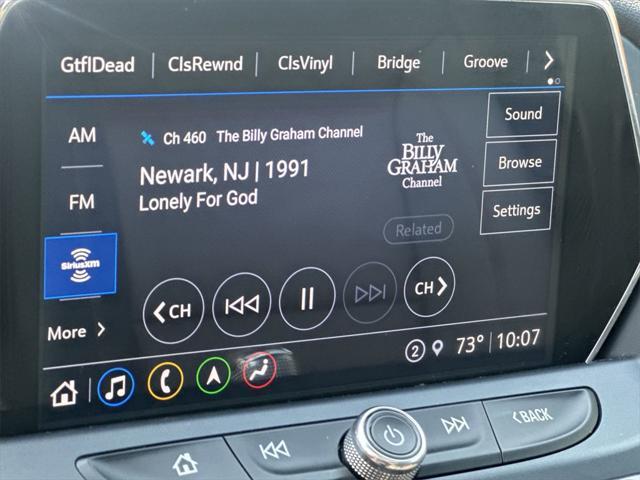 GtflDead ClsRewnd ClsVinyl Bridge Groove >
AM
Ch 460 The Billy Graham Channel
Newark, NJ | 1991
Lonely For God
The
BILLY
GRAHAM
Channel
Sound
Browse
Settings
FM
SiriusXM
Related
More >
<CH
CH>
2 73° 10:07
<BACK